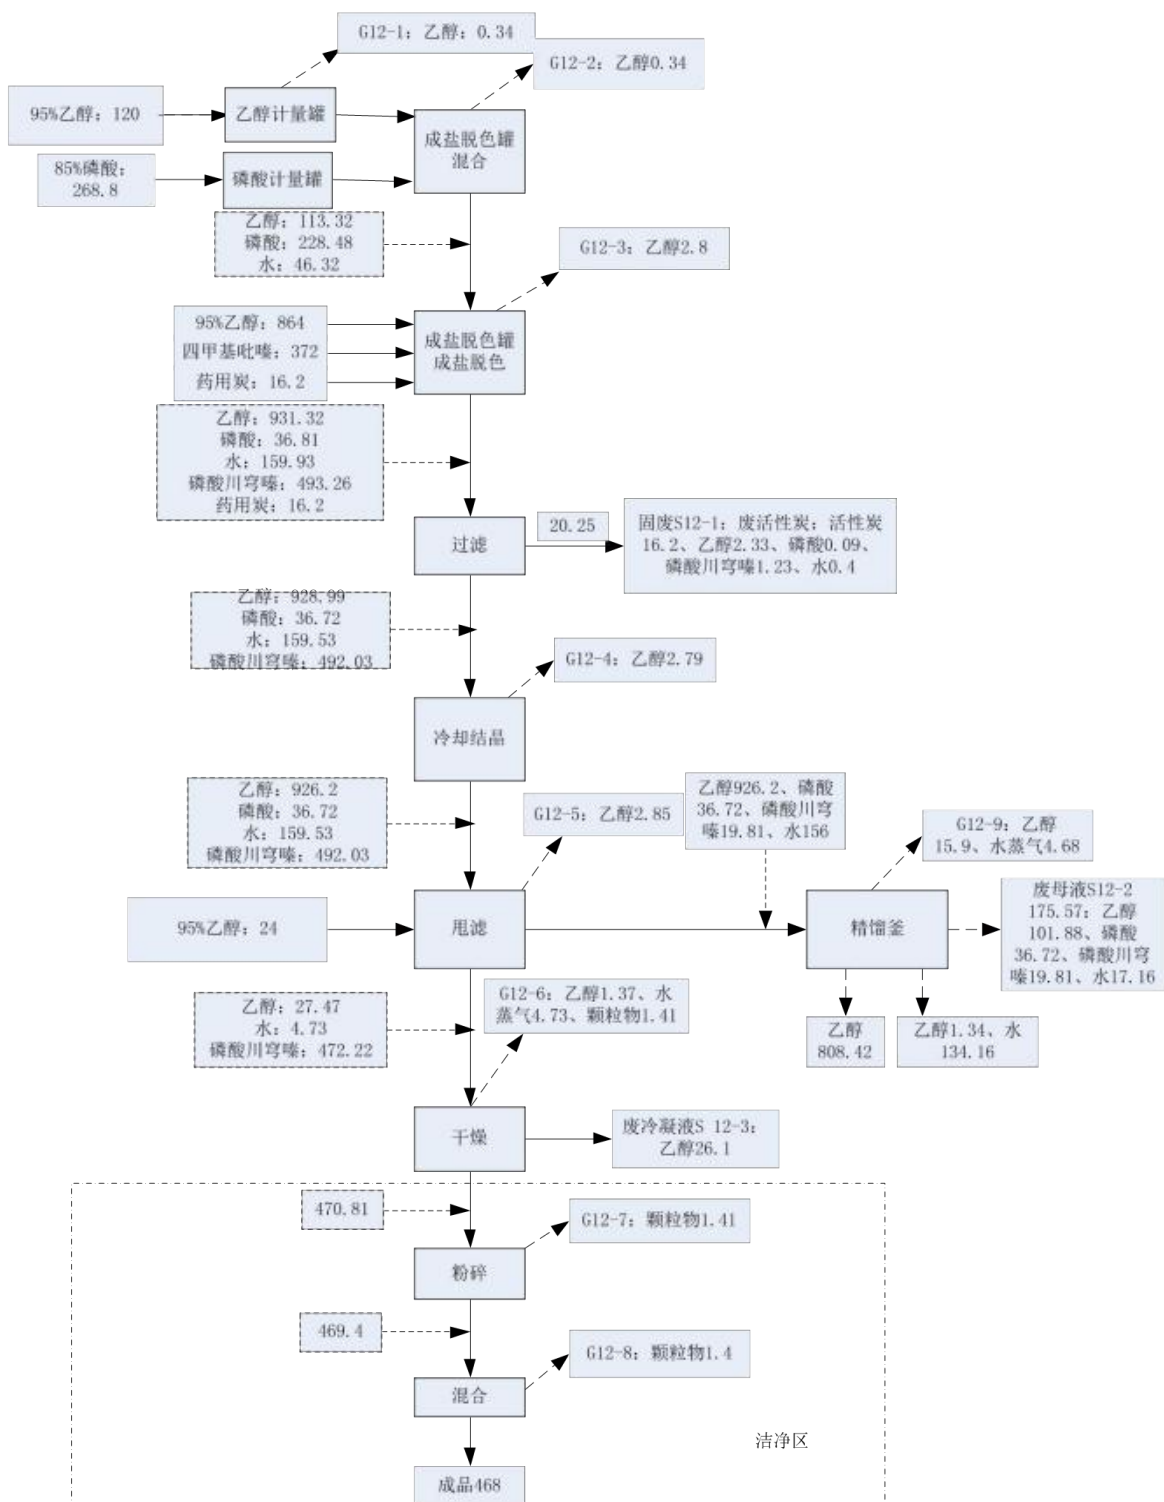 G12-1：乙醇：0.34
G12-2：乙醇0.34
95%乙醇：120
乙醇计量罐
成盐脱色罐
混合
85%磷酸：
268.8
磷酸计量罐
乙醇：113.32
磷酸：228.48
水：46.32
G12-3：乙醇2.8
95%乙醇：864
四甲基吡嗪：372
药用炭：16.2
成盐脱色罐
成盐脱色
乙醇：931.32
磷酸：36.81
水：159.93
磷酸川穹嗪：493.26
药用炭：16.2
过滤
20.25
固废S12-1：废活性炭：活性炭
16.2、乙醇2.33、磷酸0.09、
磷酸川穹嗪1.23、水0.4
乙醇：928.99
磷酸：36.72
水：159.53
磷酸川穹嗪：492.03
G12-4：乙醇2.79
冷却结晶
乙醇：926.2
磷酸：36.72
水：159.53
磷酸川穹嗪：492.03
G12-5：乙醇2.85
乙醇926.2、磷酸
36.72、磷酸川穹
嗪19.81、水156
G12-9：乙醇
15.9、水蒸气4.68
95%乙醇：24
甩滤
精馏釜
废母液S12-2
175.57：乙醇
101.88、磷酸
36.72、磷酸川穹
嗪19.81、水17.16
乙醇：27.47
水：4.73
磷酸川穹嗪：472.22
G12-6：乙醇1.37、水
蒸气4.73、颗粒物1.41
乙醇
808.42
乙醇1.34、水
134.16
干燥
废冷凝液S 12-3：
乙醇26.1
470.81
G12-7：颗粒物1.41
粉碎
469.4
G12-8：颗粒物1.4
混合
洁净区
成品468